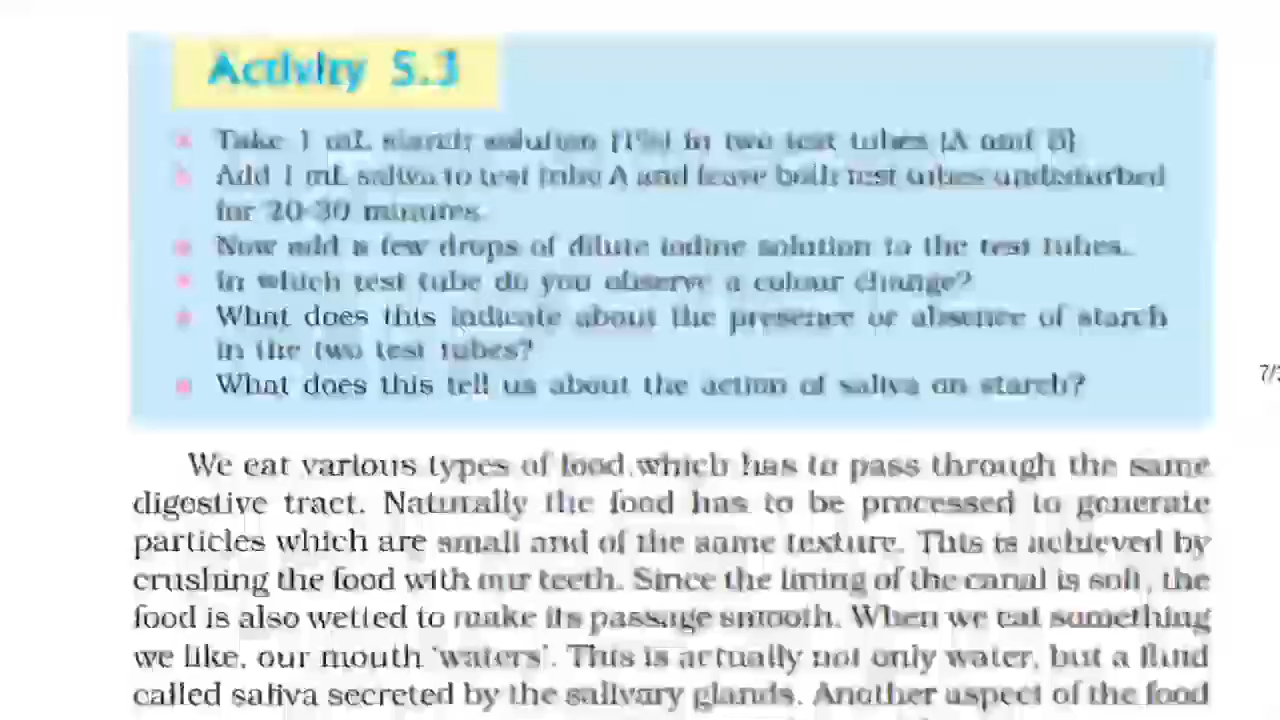 Activity 5.3
Take 1 mL starch solution (1%) in two test tubes (A and B)
Add 1 mL saliva to test tube A and leave both test tubes undisturbed
for 20-30 minutes.
Now add a few drops of dilute iodine solution to the test tubes.
In which test tube do you observe a colour change?
What does this indicate about the presence or absence of starch
in the two test tubes?
What does this tell us about the action of saliva on starch?
7/
We eat various types of food which has to pass through the same
digestive tract. Naturally the food has to be processed to generate
particles which are small and of the same texture. This is achieved by
crushing the food with our teeth. Since the lining of the canal is soft, the
food is also wetted to make its passage smooth. When we eat something
we like, our mouth 'waters'. This is actually not only water, but a fluid
called saliva secreted by the salivary glands. Another aspect of the food